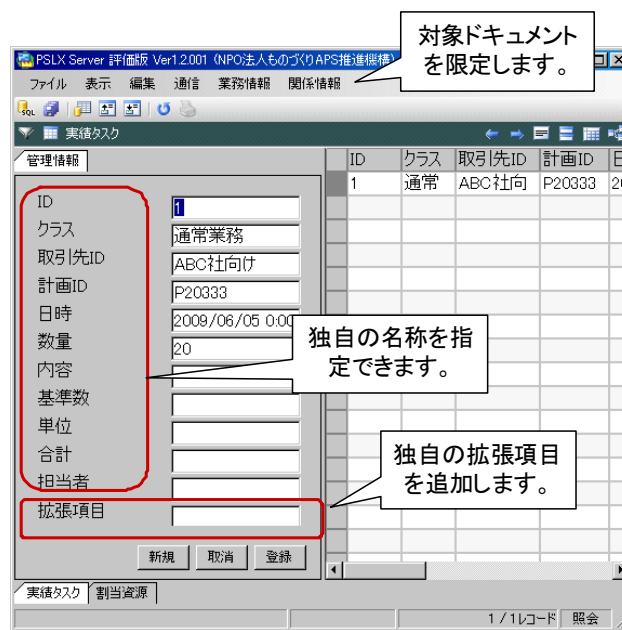 対象ドキュメント
を限定します。
PSLX Server 評価版 Ver1.2.001 (NPO法人ものづくりAPS推進機構)
ファイル 表示 編集 通信 業務情報 関係情報
SQL
実績タスク
管理情報
ID クラス 取引先ID 計画ID
1 通常 ABC社向 P20333 20
ID 1
クラス 通常業務
取引先ID ABC社向け
計画ID P20333
日時 2009/06/05 0:00
数量 20
内容
基準数
単位
合計
担当者
拡張項目
独自の名称を指
定できます。
独自の拡張項目
を追加します。
新規 取消 登録
実績タスク 割当資源
1 / 1レコード 照会